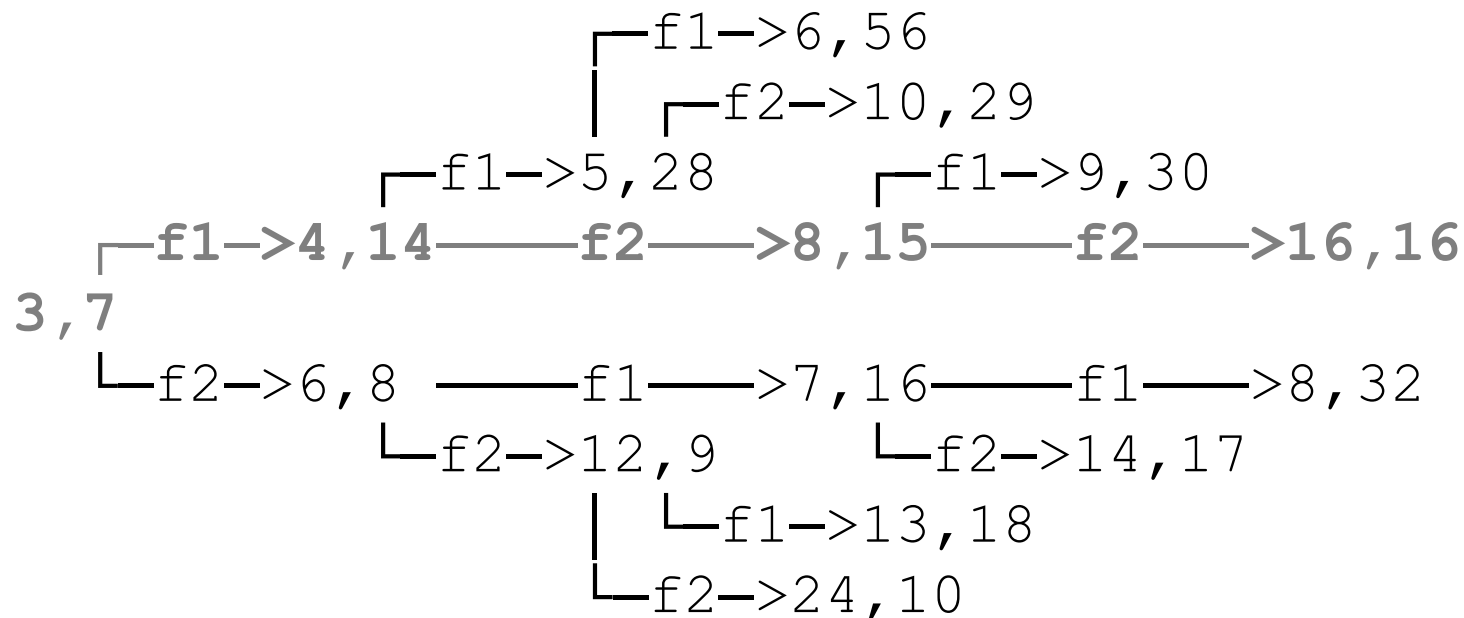 f1->6,56
f2->10,29
f1->5,28 f1->9,30
f1->4,14 f2 >8,15 f2 >16,16
3,7
f2->6,8 f1 >7,16 f1 >8,32
f2->12,9 f2->14,17
f1->13,18
f2->24,10